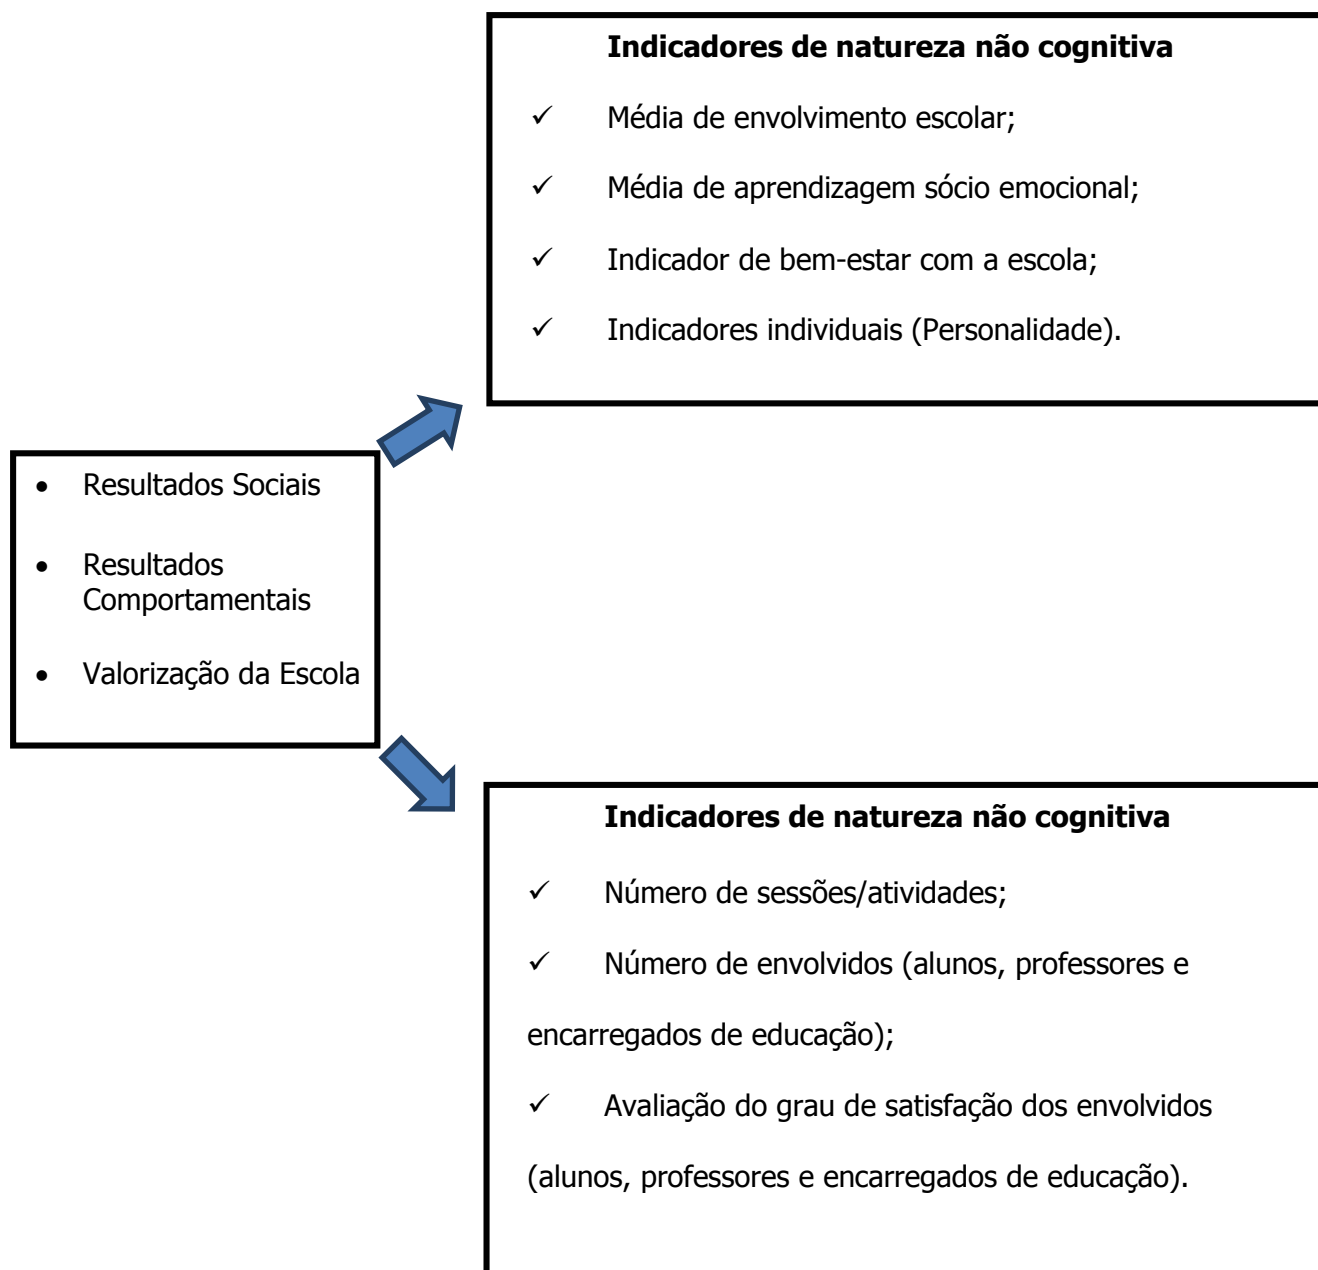 Indicadores de natureza não cognitiva
✓ Média de envolvimento escolar;
✓ Média de aprendizagem sócio emocional;
✓ Indicador de bem-estar com a escola;
✓ Indicadores individuais (Personalidade).
• Resultados Sociais
• Resultados
Comportamentais
• Valorização da Escola
Indicadores de natureza não cognitiva
✓ Número de sessões/atividades;
✓ Número de envolvidos (alunos, professores e
encarregados de educação);
✓ Avaliação do grau de satisfação dos envolvidos
(alunos, professores e encarregados de educação).